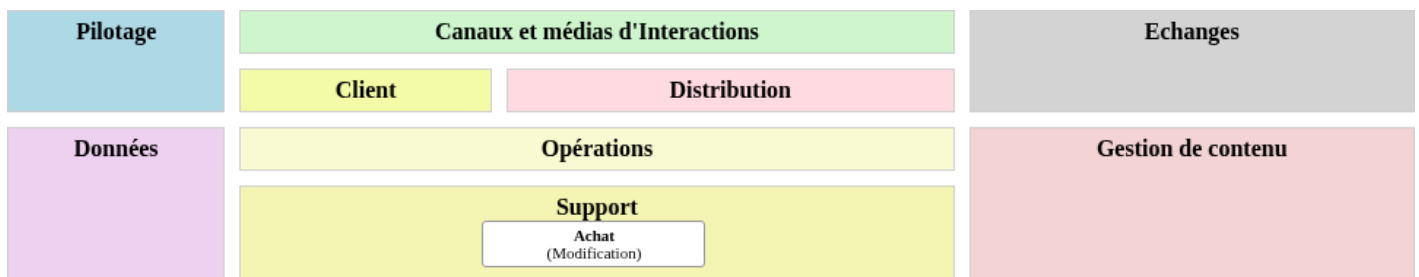 Pilotage
Canaux et médias d'Interactions
Echanges
Client
Distribution
Données
Opérations
Gestion de contenu
Support
Achat
(Modification)